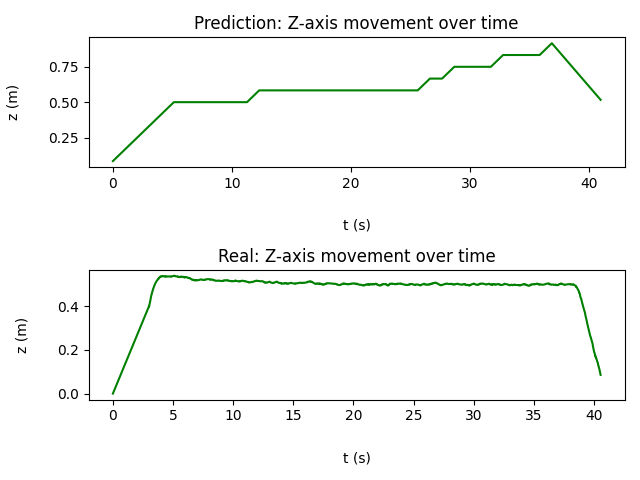 Prediction: Z-axis movement over time
z (m)
0.75
0.50
0.25
0 10 20 30 40
t (s)
Real: Z-axis movement over time
z (m)
0.4
0.2
0.0
0 5 10 15 20 25 30 35 40
t (s)